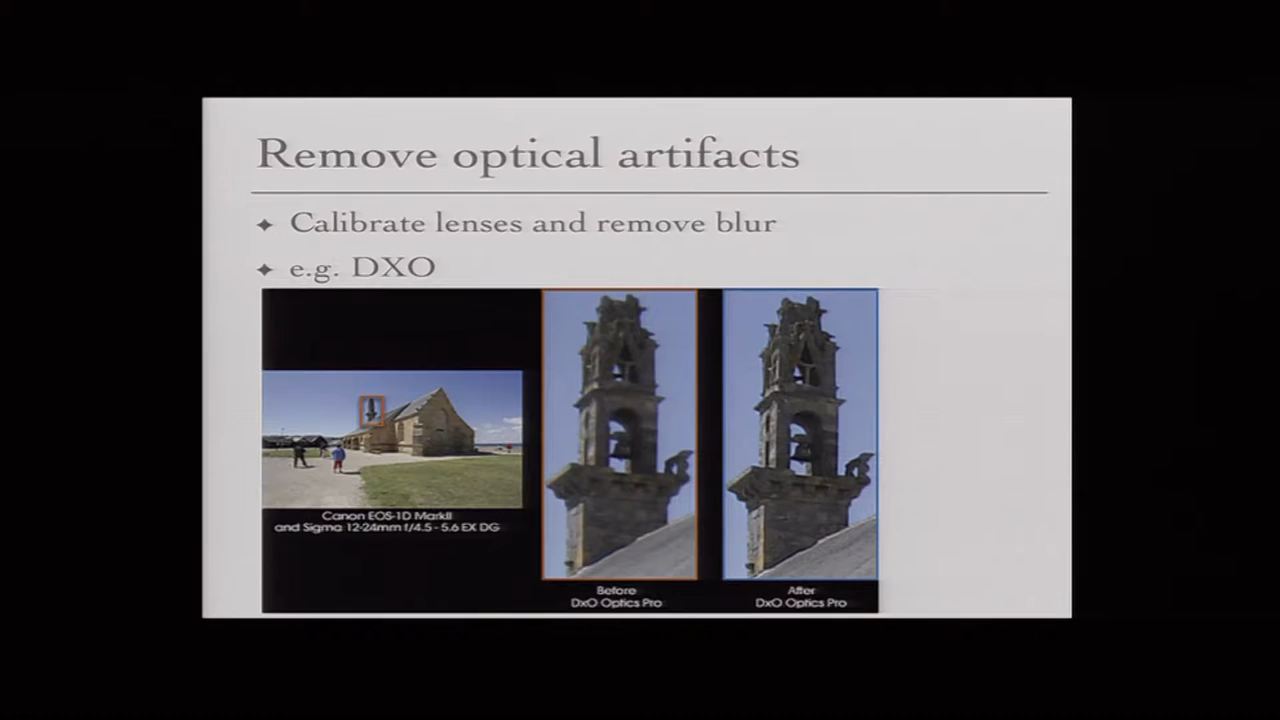 Remove optical artifacts
✦ Calibrate lenses and remove blur
✦ e.g. DXO
Canon EOS-1D MarkII
and Sigma 12-24mm f/4.5 - 5.6 EX DG
Before
DxO Optics Pro
After
DxO Optics Pro